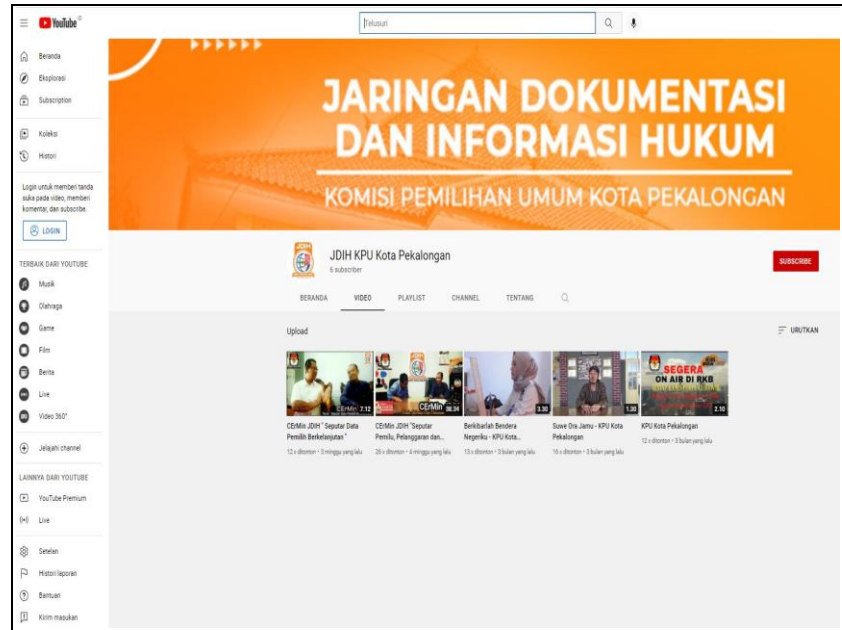 YouTube ID
Telusuri
Beranda
Eksplorasi
Subscription
Koleksi
Histori
Login untuk memberi tanda
suka pada video, memberi
komentar, dan subscribe.
LOGIN
TERBAIK DARI YOUTUBE
Musik
Olahraga
Game
Film
Berita
Live
Video 360°
Jelajahi channel
LAINNYA DARI YOUTUBE
YouTube Premium
Live
Setelan
Histori laporan
Bantuan
Kirim masukan
JARINGAN DOKUMENTASI
DAN INFORMASI HUKUM
KOMISI PEMILIHAN UMUM KOTA PEKALONGAN
JDIH
JDIH KPU Kota Pekalongan
6 subscriber
SUBSCRIBE
BERANDA VIDEO PLAYLIST CHANNEL TENTANG
Upload
URUTKAN
CErMin 7.12
CErMin 38.34
3.30
1.30
SEGERA
ON AIR DI RKB
2.10
CErMin JDIH " Seputar Data
Pemilih Berkelanjutan "
12 x ditonton • 3 minggu yang lalu
CErMin JDIH "Seputar
Pemilu, Pelanggaran dan...
26 x ditonton • 4 minggu yang lalu
Berkibarlah Bendera
Negeriku - KPU Kota...
13 x ditonton • 3 bulan yang lalu
Suwe Ora Jamu - KPU Kota
Pekalongan
16 x ditonton • 3 bulan yang lalu
KPU Kota Pekalongan
12 x ditonton • 3 bulan yang lalu